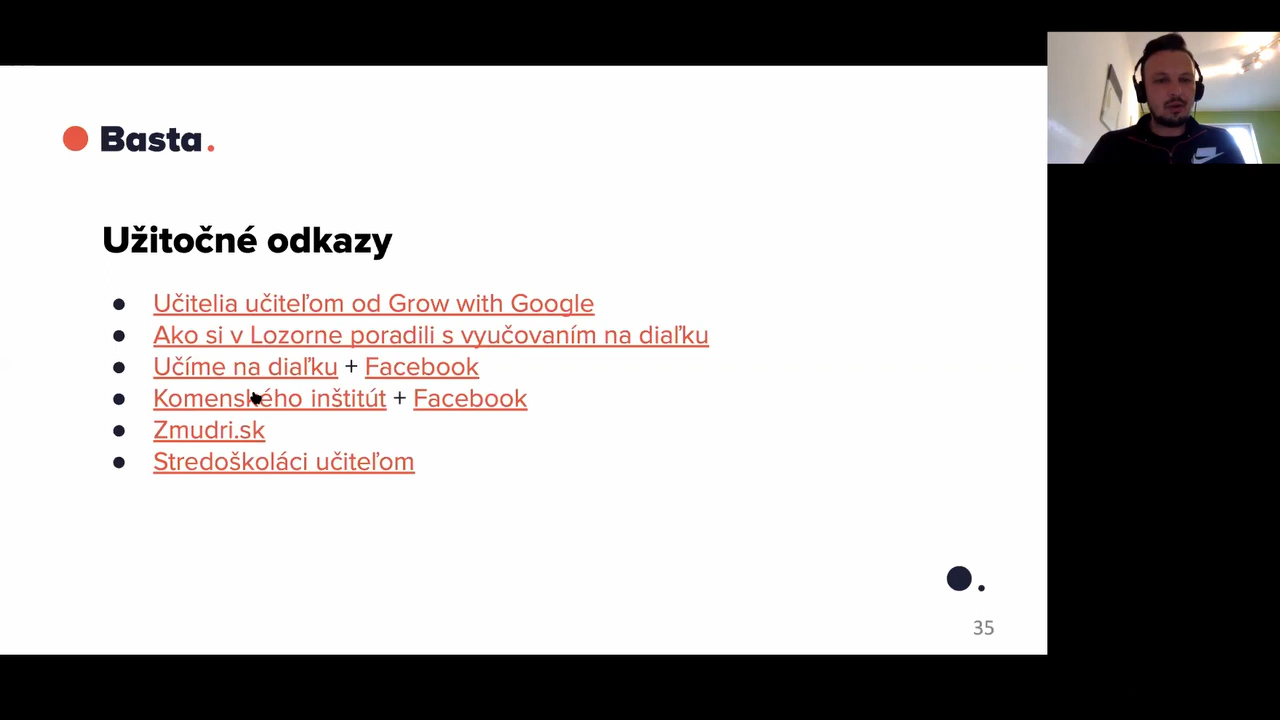 Basta.
Užitočné odkazy
Učitelia učiteľom od Grow with Google
Ako si v Lozorne poradili s vyučovaním na diaľku
Učíme na diaľku + Facebook
Komenského inštitút + Facebook
Zmudri.sk
Stredoškoláci učiteľom
35